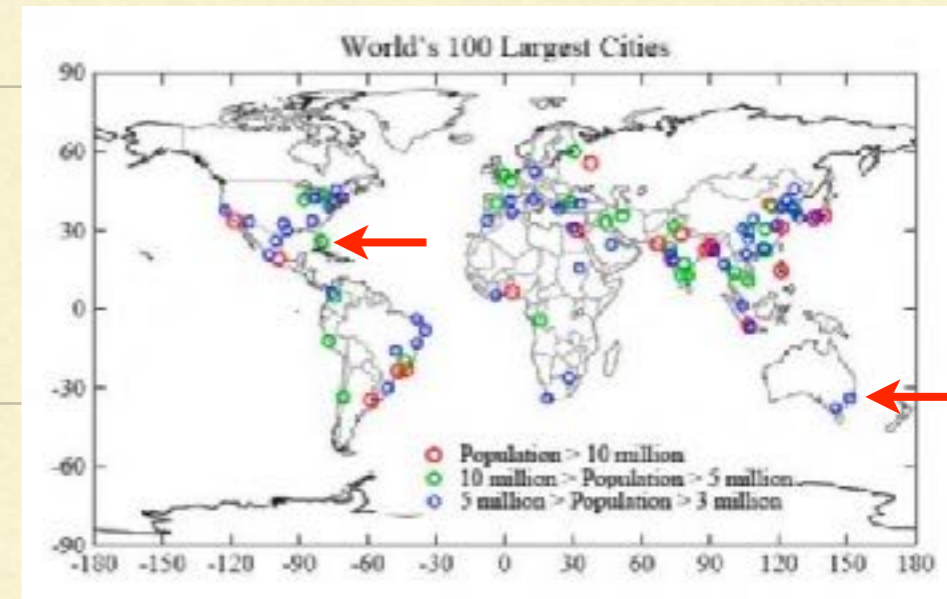 World's 100 Largest Cities
90
60
30
0
-30
-60
-90
Population > 10 million
10 million > Population > 5 million
5 million > Population > 3 million
-180 -150 -120 -90 -60 -30 0 30 60 90 120 150 180